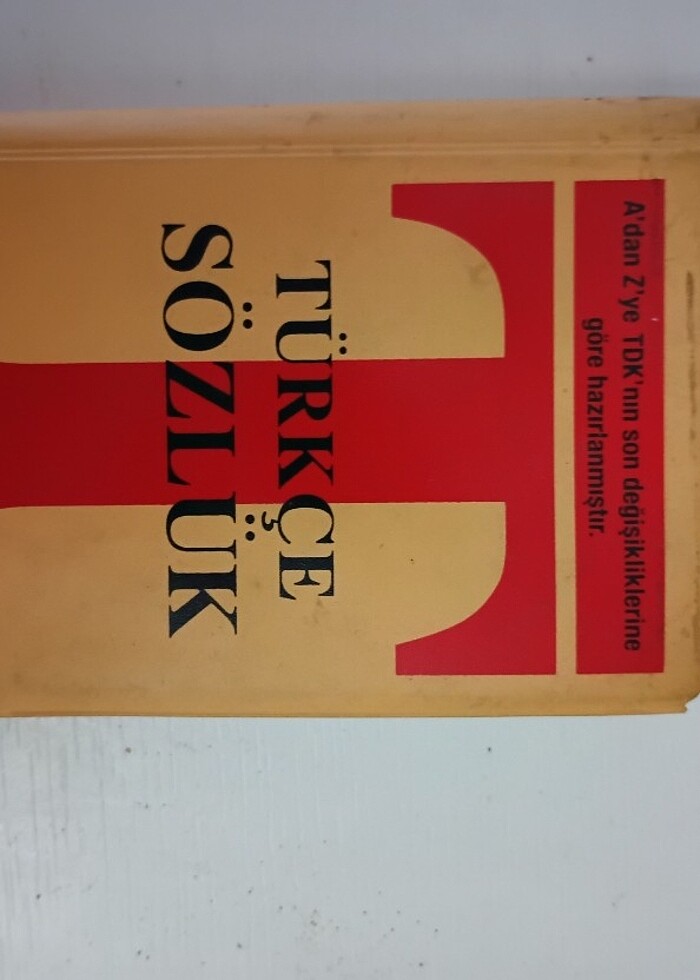 A'dan Z'ye TDK'nın son değişikliklerine
göre hazırlanmıştır.
TÜRKÇE
SÖZLÜK